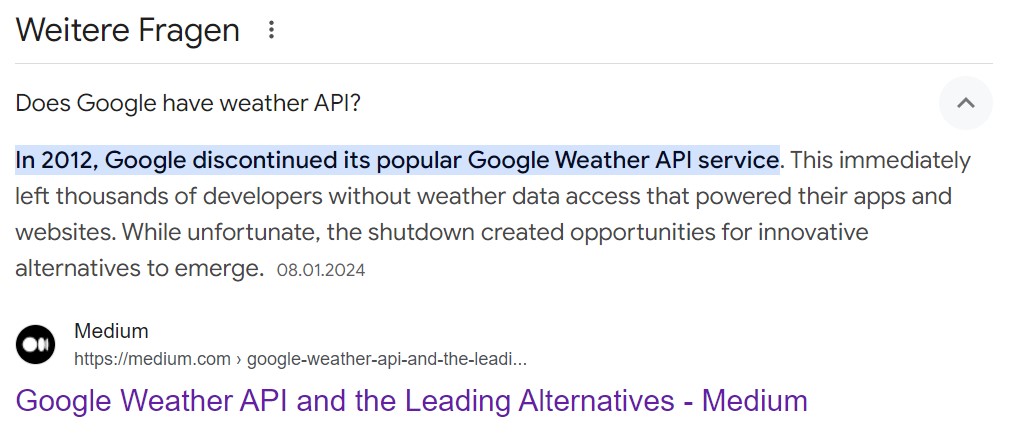 Weitere Fragen
Does Google have weather API?
In 2012, Google discontinued its popular Google Weather API service. This immediately
left thousands of developers without weather data access that powered their apps and
websites. While unfortunate, the shutdown created opportunities for innovative
alternatives to emerge. 08.01.2024
Medium
https://medium.com › google-weather-api-and-the-leadi...
Google Weather API and the Leading Alternatives - Medium